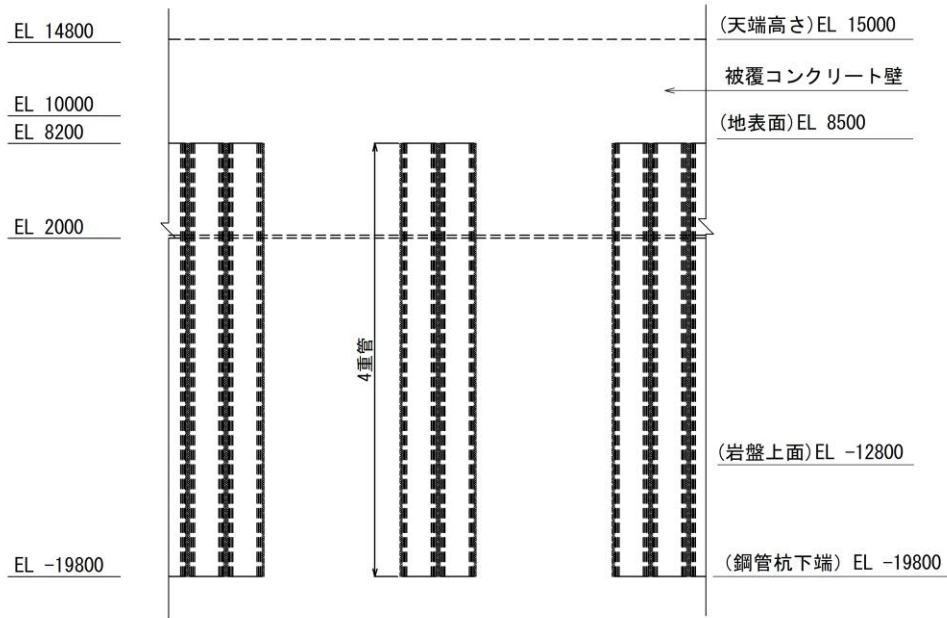 EL 14800
(天端高さ)EL 15000
被覆コンクリート壁
EL 10000
EL 8200
(地表面)EL 8500
EL 2000
4重管
(岩盤上面)EL -12800
EL -19800
(鋼管杭下端) EL -19800